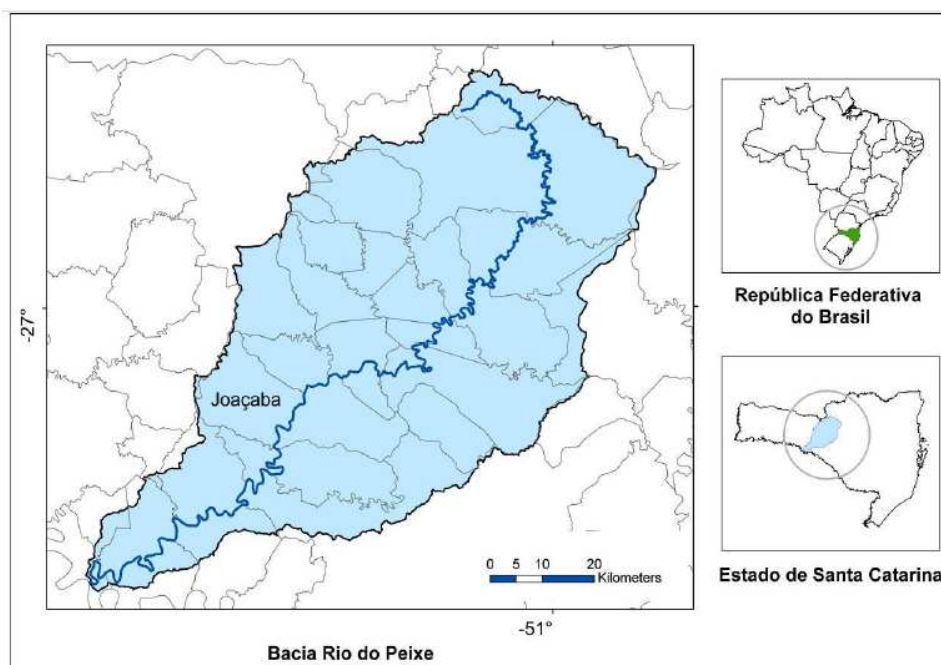 -27°
Joaçaba
0 5 10 20
Kilometers
-51°
Bacia Rio do Peixe
República Federativa
do Brasil
Estado de Santa Catarina